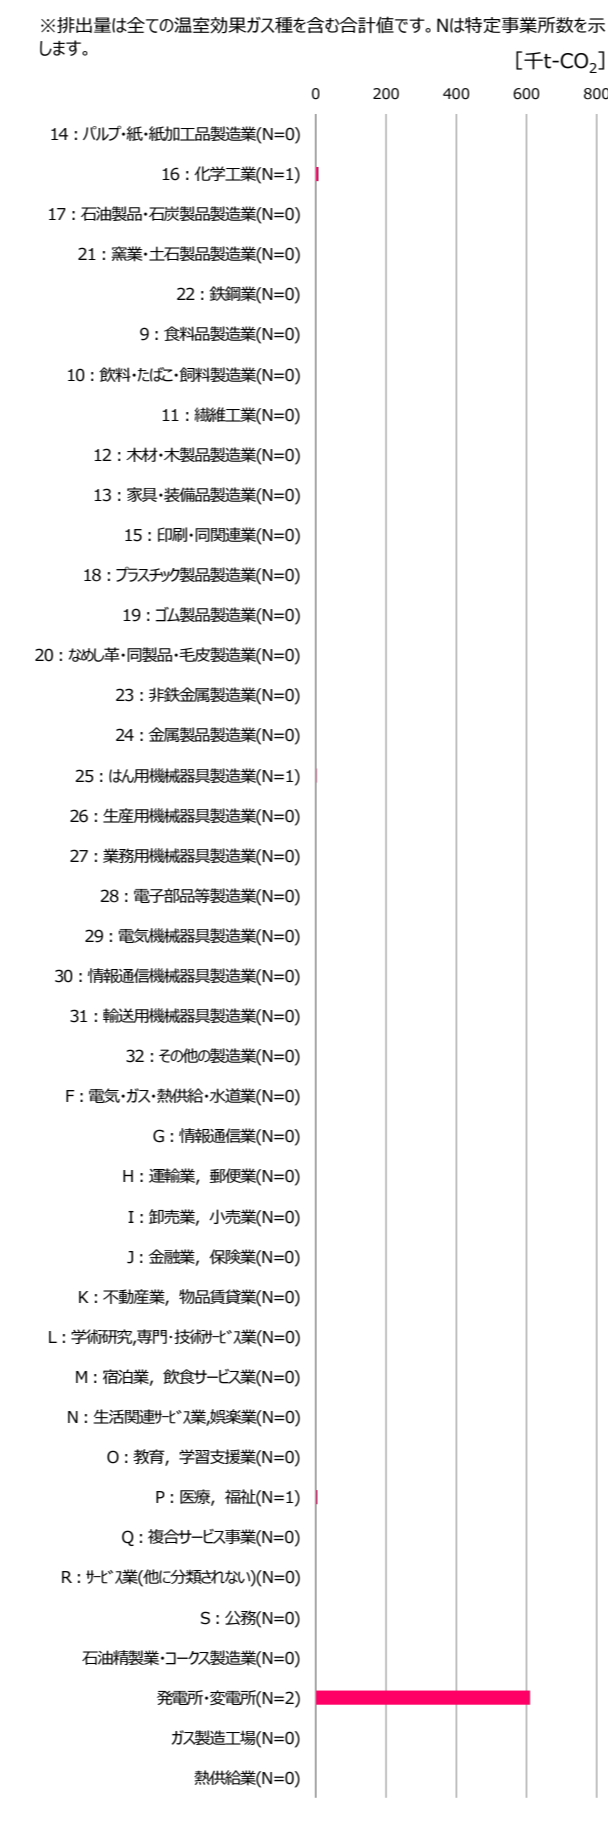 ※排出量は全ての温室効果ガス種を含む合計値です。Nは特定事業所数を示
します。
[千t-CO₂]
0 200 400 600 800
14：パルプ・紙・紙加工品製造業(N=0)
16：化学工業(N=1)
17：石油製品・石炭製品製造業(N=0)
21：窯業・土石製品製造業(N=0)
22：鉄鋼業(N=0)
9：食料品製造業(N=0)
10：飲料・たばこ・飼料製造業(N=0)
11：繊維工業(N=0)
12：木材・木製品製造業(N=0)
13：家具・装備品製造業(N=0)
15：印刷・同関連業(N=0)
18：プラスチック製品製造業(N=0)
19：ゴム製品製造業(N=0)
20：なめし革・同製品・毛皮製造業(N=0)
23：非鉄金属製造業(N=0)
24：金属製品製造業(N=0)
25：はん用機械器具製造業(N=1)
26：生産用機械器具製造業(N=0)
27：業務用機械器具製造業(N=0)
28：電子部品等製造業(N=0)
29：電気機械器具製造業(N=0)
30：情報通信機械器具製造業(N=0)
31：輸送用機械器具製造業(N=0)
32：その他の製造業(N=0)
F：電気・ガス・熱供給・水道業(N=0)
G：情報通信業(N=0)
H：運輸業，郵便業(N=0)
I：卸売業，小売業(N=0)
J：金融業，保険業(N=0)
K：不動産業，物品賃貸業(N=0)
L：学術研究,専門・技術ｻｰﾋﾞｽ業(N=0)
M：宿泊業，飲食サービス業(N=0)
N：生活関連ｻｰﾋﾞｽ業,娯楽業(N=0)
O：教育，学習支援業(N=0)
P：医療，福祉(N=1)
Q：複合サービス事業(N=0)
R：ｻｰﾋﾞｽ業(他に分類されない)(N=0)
S：公務(N=0)
石油精製業・コークス製造業(N=0)
発電所・変電所(N=2)
ガス製造工場(N=0)
熱供給業(N=0)